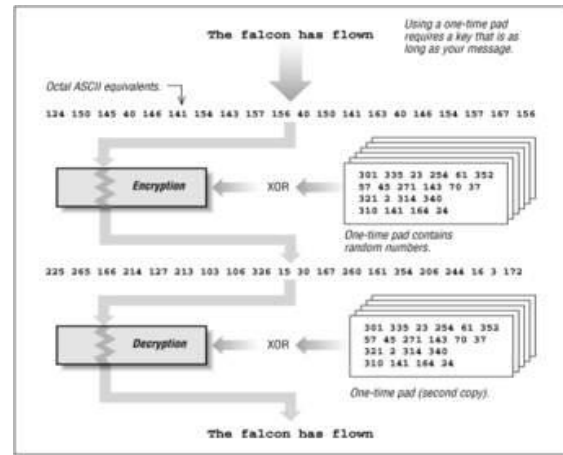 The falcon has flown
Using a one-time pad
requires a key that is as
long as your message.
Octal ASCII equivalents.
124 150 145 40 146 141 154 143 157 156 40 150 141 163 40 146 154 157 167 156
Encryption
XOR
301 335 23 254 61 352
57 45 271 143 70 37
321 2 314 340
310 141 164 24
One-time pad contains
random numbers.
225 265 166 214 127 213 103 106 326 15 30 167 260 161 354 206 244 16 3 172
Decryption
XOR
301 335 23 254 61 352
57 45 271 143 70 37
321 2 314 340
310 141 164 24
One-time pad (second copy).
The falcon has flown